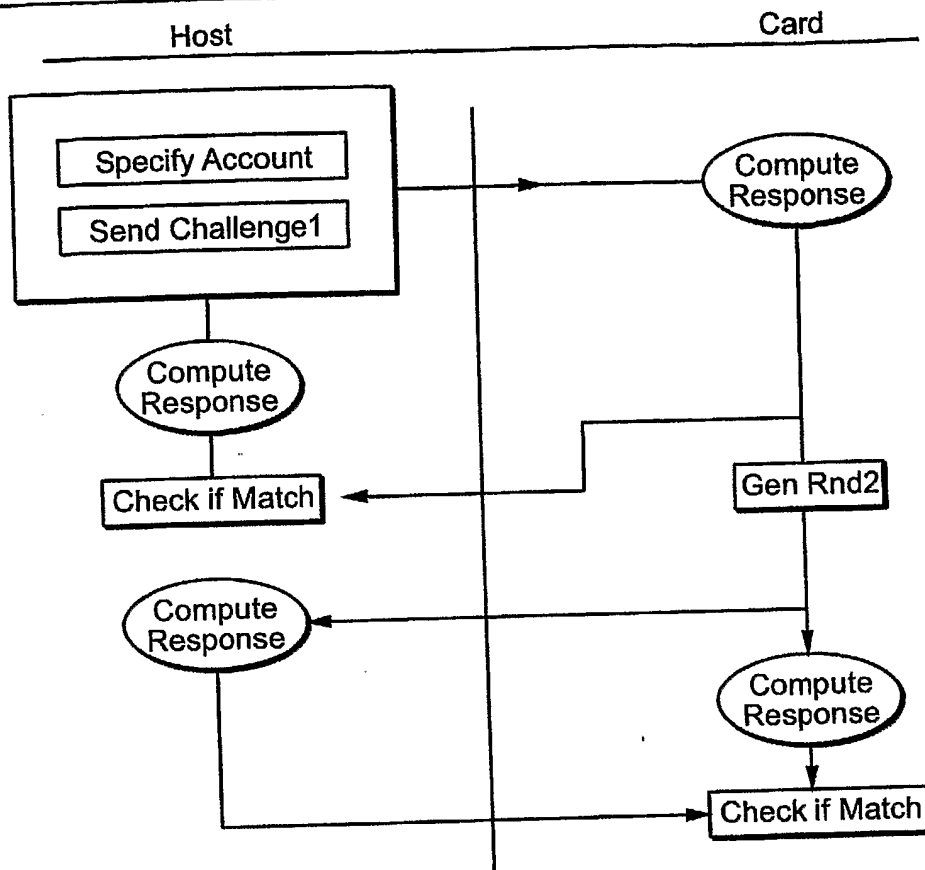 Host
Card
Specify Account
Send Challenge1
Compute
Response
Compute
Response
Check if Match
Gen Rnd2
Compute
Response
Compute
Response
Check if Match